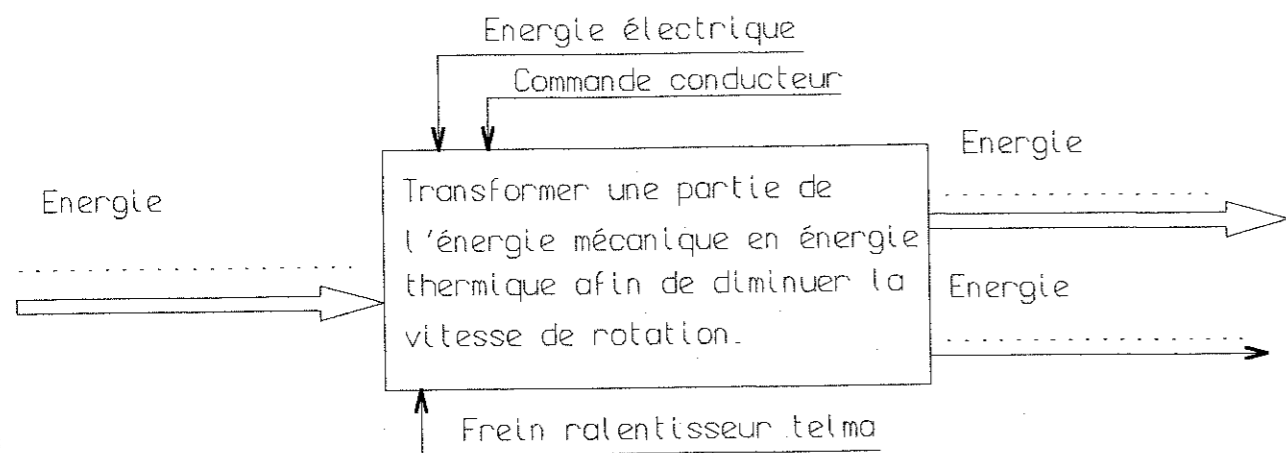 Energie électrique
Commande conducteur
Energie
Energie
Transformer une partie de
l'énergie mécanique en énergie
thermique afin de diminuer la
vitesse de rotation.
Energie
Frein ralentisseur telma